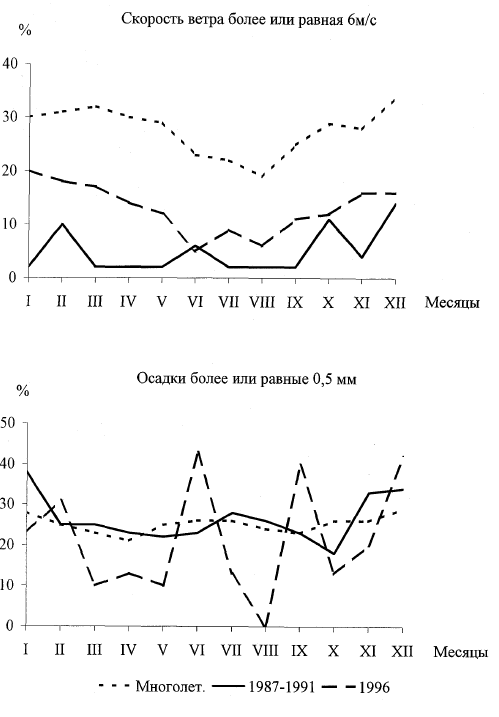 Скорость ветра более или равная 6м/с
%
40
30
20
10
0
I II III IV V VI VII VIII IX X XI XII Месяцы
Осадки более или равные 0,5 мм
%
50
40
30
20
10
0
I II III IV V VI VII VIII IX X XI XII Месяцы
Многолет. 1987-1991 1996